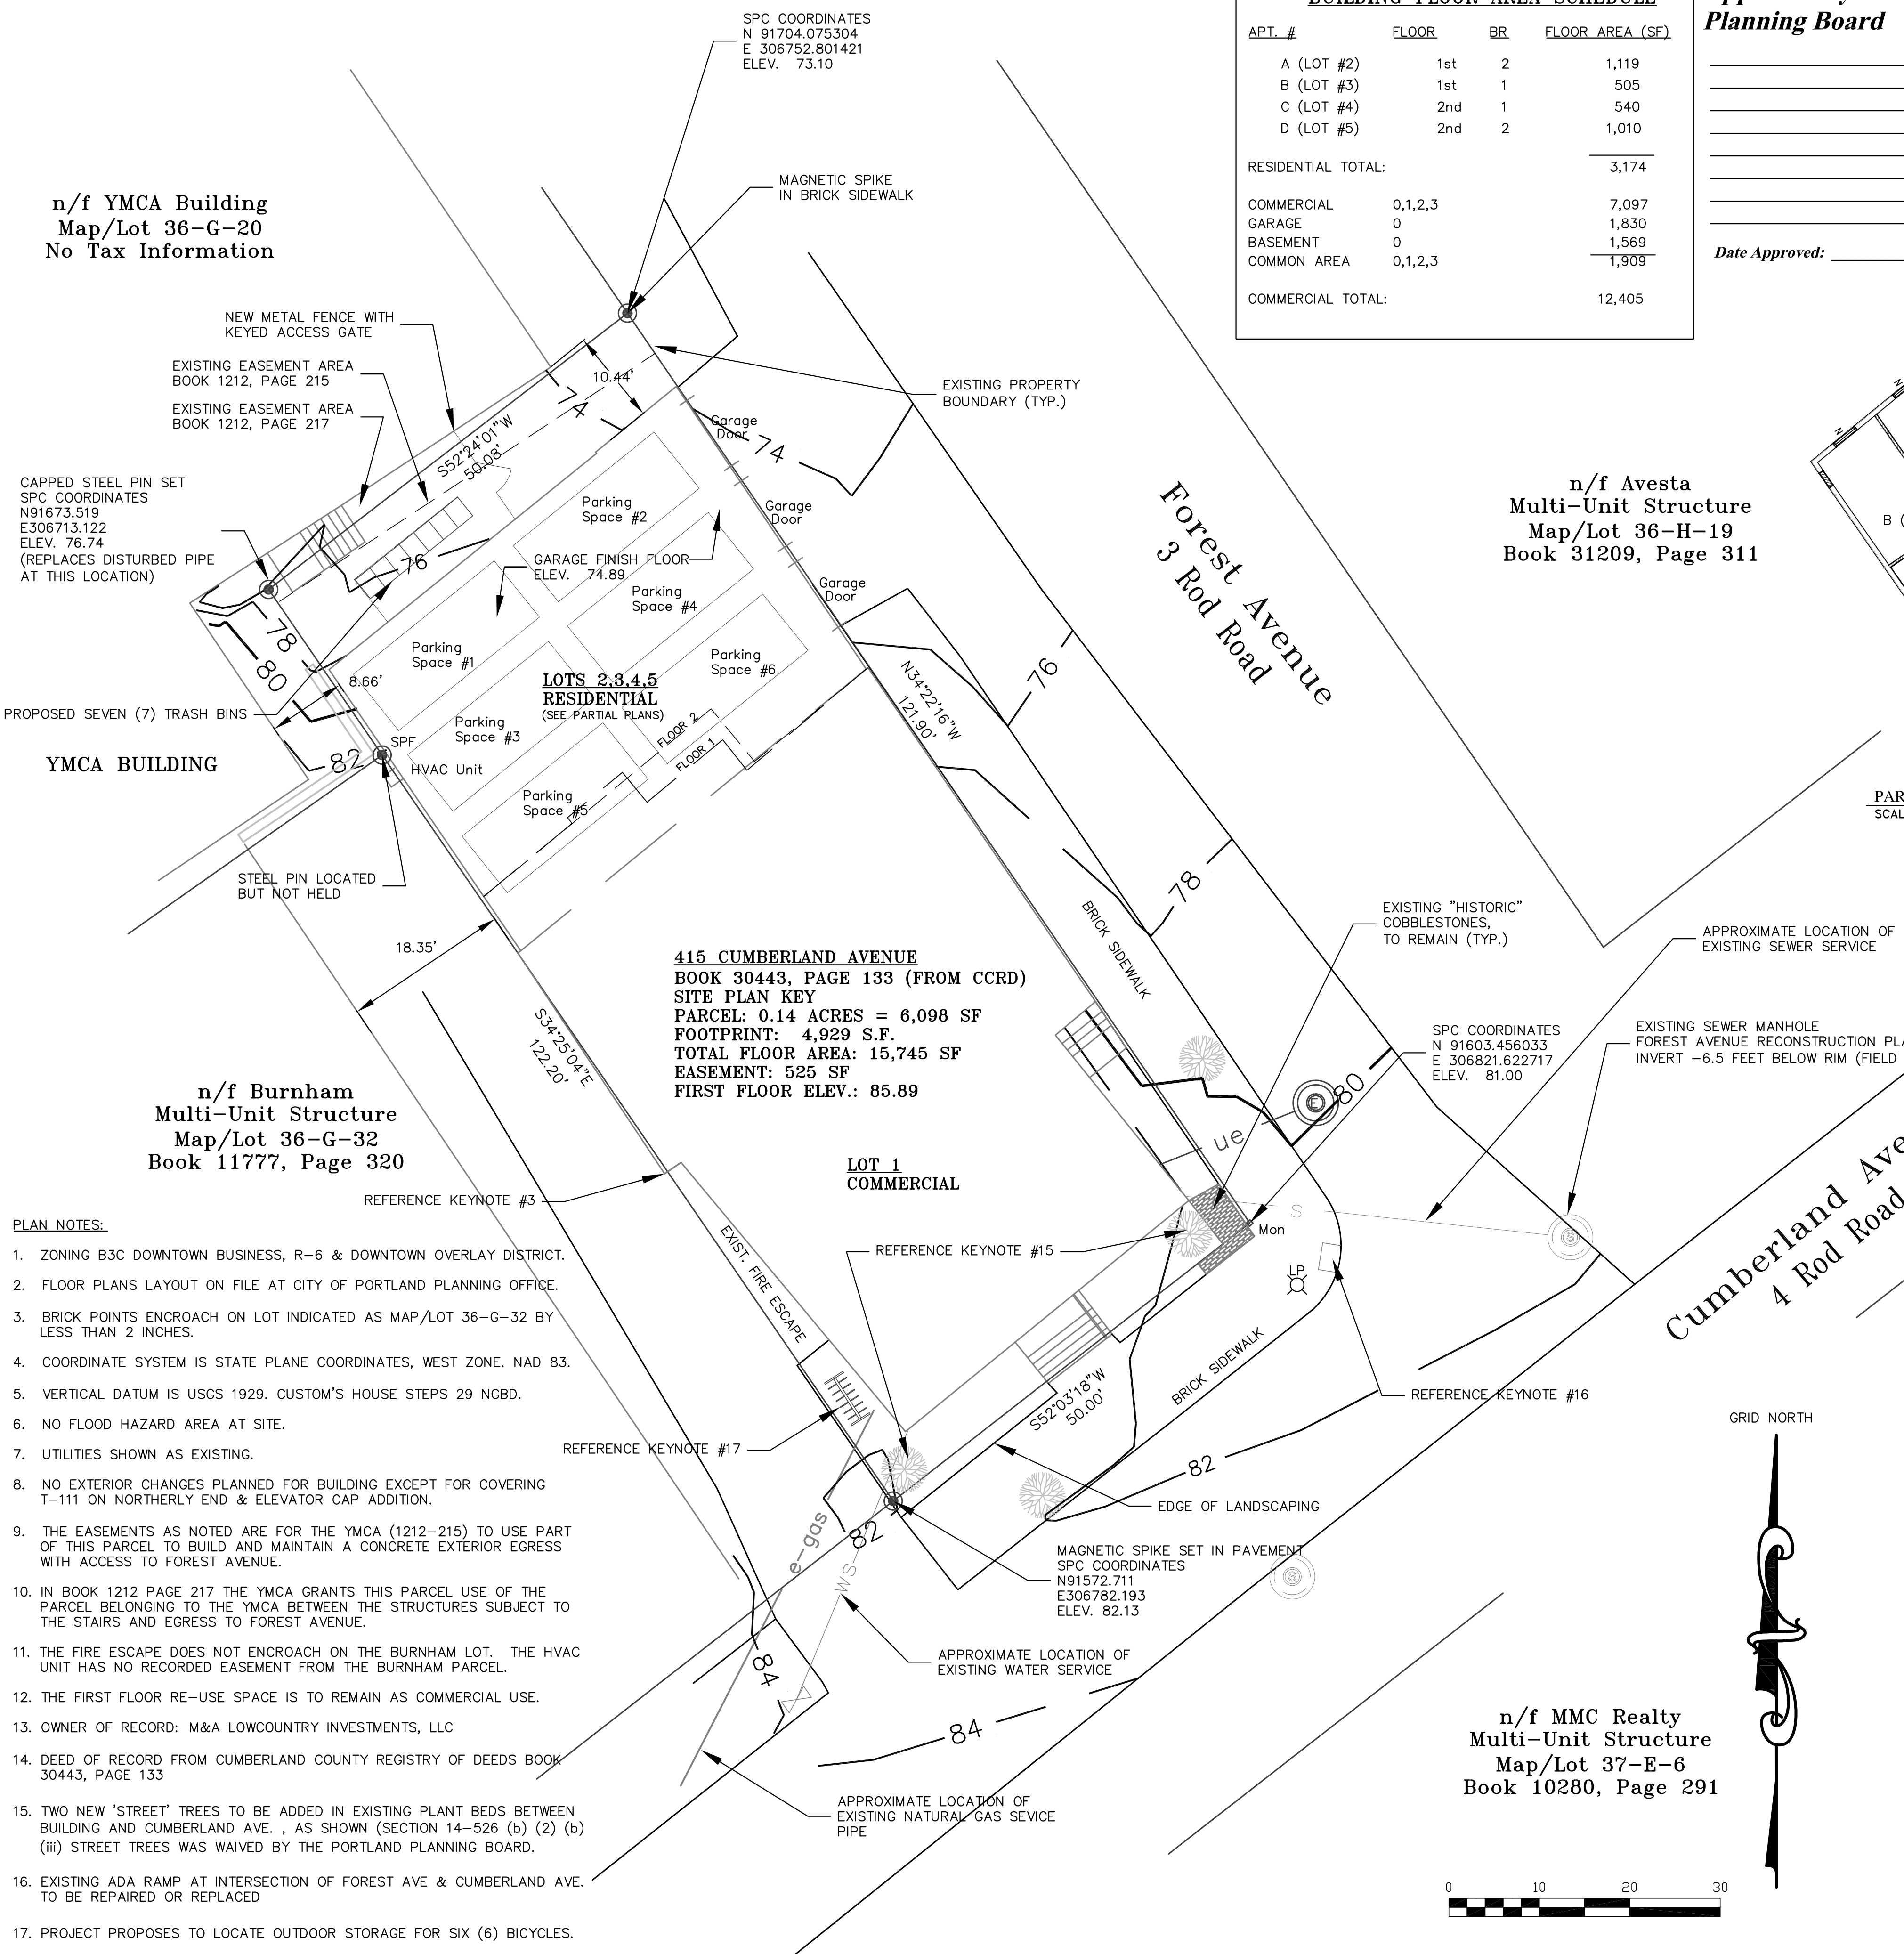 SPC COORDINATES
N 91704.075304
E 306752.801421
ELEV. 73.10
BUILDING FLOOR AREA SCHEDULE
APT. # FLOOR BR FLOOR AREA (SF)
A (LOT #2) 1st 2 1,119
B (LOT #3) 1st 1 505
C (LOT #4) 2nd 1 540
D (LOT #5) 2nd 2 1,010
RESIDENTIAL TOTAL: 3,174
COMMERCIAL 0,1,2,3 7,097
GARAGE 0 1,830
BASEMENT 0 1,569
COMMON AREA 0,1,2,3 1,909
COMMERCIAL TOTAL: 12,405
Planning Board
Date Approved:
MAGNETIC SPIKE
IN BRICK SIDEWALK
n/f YMCA Building
Map/Lot 36-G-20
No Tax Information
NEW METAL FENCE WITH
KEYED ACCESS GATE
EXISTING EASEMENT AREA
BOOK 1212, PAGE 215
EXISTING EASEMENT AREA
BOOK 1212, PAGE 217
CAPPED STEEL PIN SET
SPC COORDINATES
N91673.519
E306713.122
ELEV. 76.74
(REPLACES DISTURBED PIPE
AT THIS LOCATION)
10.44'
74
S52°24'01"W
50.08'
EXISTING PROPERTY
BOUNDARY (TYP.)
Garage
Door
74
Garage
Door
Garage
Door
Parking
Space #2
GARAGE FINISH FLOOR
ELEV. 74.89
76
Parking
Space #4
Parking
Space #1
Parking
Space #6
78
80
8.66'
LOTS 2,3,4,5
RESIDENTIAL
(SEE PARTIAL PLANS)
Parking
Space #3
FLOOR 2
FLOOR 1
PROPOSED SEVEN (7) TRASH BINS
YMCA BUILDING
82
SPF
HVAC Unit
Parking
Space #5
STEEL PIN LOCATED
BUT NOT HELD
18.35'
N34°22'16"W
121.90'
76
78
Forest Avenue
3 Rod Road
n/f Avesta
Multi-Unit Structure
Map/Lot 36-H-19
Book 31209, Page 311
N
N
B (
PAR
SCAL
BRICK SIDEWALK
EXISTING "HISTORIC"
COBBLESTONES,
TO REMAIN (TYP.)
APPROXIMATE LOCATION OF
EXISTING SEWER SERVICE
415 CUMBERLAND AVENUE
BOOK 30443, PAGE 133 (FROM CCRD)
SITE PLAN KEY
PARCEL: 0.14 ACRES = 6,098 SF
FOOTPRINT: 4,929 S.F.
TOTAL FLOOR AREA: 15,745 SF
EASEMENT: 525 SF
FIRST FLOOR ELEV.: 85.89
S34°25'04"E
122.20'
SPC COORDINATES
N 91603.456033
E 306821.622717
ELEV. 81.00
EXISTING SEWER MANHOLE
FOREST AVENUE RECONSTRUCTION PLA
INVERT -6.5 FEET BELOW RIM (FIELD
n/f Burnham
Multi-Unit Structure
Map/Lot 36-G-32
Book 11777, Page 320
E
80
ue
LOT 1
COMMERCIAL
REFERENCE KEYNOTE #3
S
Mon
S
LP
Cumberland Ave
4 Rod Road
REFERENCE KEYNOTE #15
EXIST. FIRE ESCAPE
BRICK SIDEWALK
S52°03'18"W
50.00'
REFERENCE KEYNOTE #16
REFERENCE KEYNOTE #17
82
EDGE OF LANDSCAPING
82
e-gas
WS
S
MAGNETIC SPIKE SET IN PAVEMENT
SPC COORDINATES
N91572.711
E306782.193
ELEV. 82.13
APPROXIMATE LOCATION OF
EXISTING WATER SERVICE
84
84
APPROXIMATE LOCATION OF
EXISTING NATURAL GAS SEVICE
PIPE
GRID NORTH
n/f MMC Realty
Multi-Unit Structure
Map/Lot 37-E-6
Book 10280, Page 291
0 10 20 30
PLAN NOTES:
1. ZONING B3C DOWNTOWN BUSINESS, R-6 & DOWNTOWN OVERLAY DISTRICT.
2. FLOOR PLANS LAYOUT ON FILE AT CITY OF PORTLAND PLANNING OFFICE.
3. BRICK POINTS ENCROACH ON LOT INDICATED AS MAP/LOT 36-G-32 BY
LESS THAN 2 INCHES.
4. COORDINATE SYSTEM IS STATE PLANE COORDINATES, WEST ZONE. NAD 83.
5. VERTICAL DATUM IS USGS 1929. CUSTOM'S HOUSE STEPS 29 NGBD.
6. NO FLOOD HAZARD AREA AT SITE.
7. UTILITIES SHOWN AS EXISTING.
8. NO EXTERIOR CHANGES PLANNED FOR BUILDING EXCEPT FOR COVERING
T-111 ON NORTHERLY END & ELEVATOR CAP ADDITION.
9. THE EASEMENTS AS NOTED ARE FOR THE YMCA (1212-215) TO USE PART
OF THIS PARCEL TO BUILD AND MAINTAIN A CONCRETE EXTERIOR EGRESS
WITH ACCESS TO FOREST AVENUE.
10. IN BOOK 1212 PAGE 217 THE YMCA GRANTS THIS PARCEL USE OF THE
PARCEL BELONGING TO THE YMCA BETWEEN THE STRUCTURES SUBJECT TO
THE STAIRS AND EGRESS TO FOREST AVENUE.
11. THE FIRE ESCAPE DOES NOT ENCROACH ON THE BURNHAM LOT. THE HVAC
UNIT HAS NO RECORDED EASEMENT FROM THE BURNHAM PARCEL.
12. THE FIRST FLOOR RE-USE SPACE IS TO REMAIN AS COMMERCIAL USE.
13. OWNER OF RECORD: M&A LOWCOUNTRY INVESTMENTS, LLC
14. DEED OF RECORD FROM CUMBERLAND COUNTY REGISTRY OF DEEDS BOOK
30443, PAGE 133
15. TWO NEW 'STREET' TREES TO BE ADDED IN EXISTING PLANT BEDS BETWEEN
BUILDING AND CUMBERLAND AVE. , AS SHOWN (SECTION 14-526 (b) (2) (b)
(iii) STREET TREES WAS WAIVED BY THE PORTLAND PLANNING BOARD.
16. EXISTING ADA RAMP AT INTERSECTION OF FOREST AVE & CUMBERLAND AVE.
TO BE REPAIRED OR REPLACED
17. PROJECT PROPOSES TO LOCATE OUTDOOR STORAGE FOR SIX (6) BICYCLES.